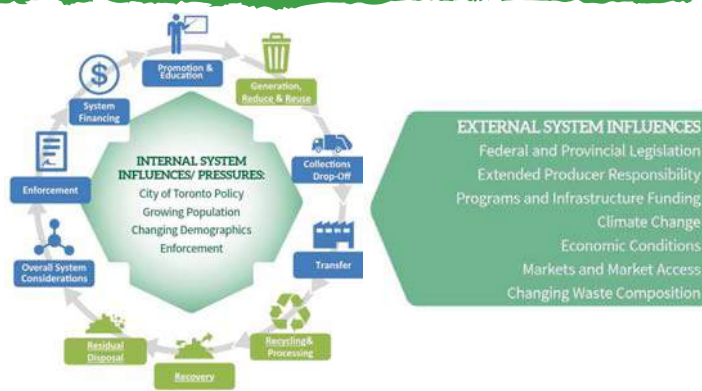 Promotion &
Education
Generation,
Reduce & Reuse
Collections
Drop-Off
Transfer
Recycling&
Processing
Recovery
Residual
Disposal
Overall System
Considerations
Enforcement
$
System
Financing
INTERNAL SYSTEM
INFLUENCES/ PRESSURES:
City of Toronto Policy
Growing Population
Changing Demographics
Enforcement
EXTERNAL SYSTEM INFLUENCES
Federal and Provincial Legislation
Extended Producer Responsibility
Programs and Infrastructure Funding
Climate Change
Economic Conditions
Markets and Market Access
Changing Waste Composition